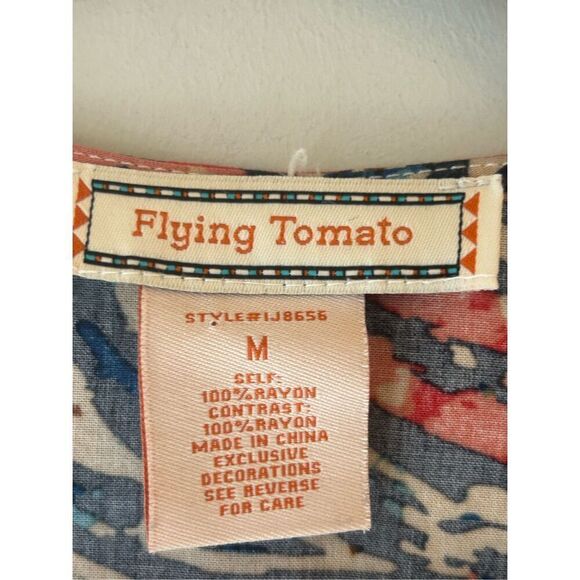 Flying Tomato
STYLE#IJ8656
M
SELF:
100%RAYON
CONTRAST:
100%RAYON
MADE IN CHINA
EXCLUSIVE
DECORATIONS
SEE REVERSE
FOR CARE